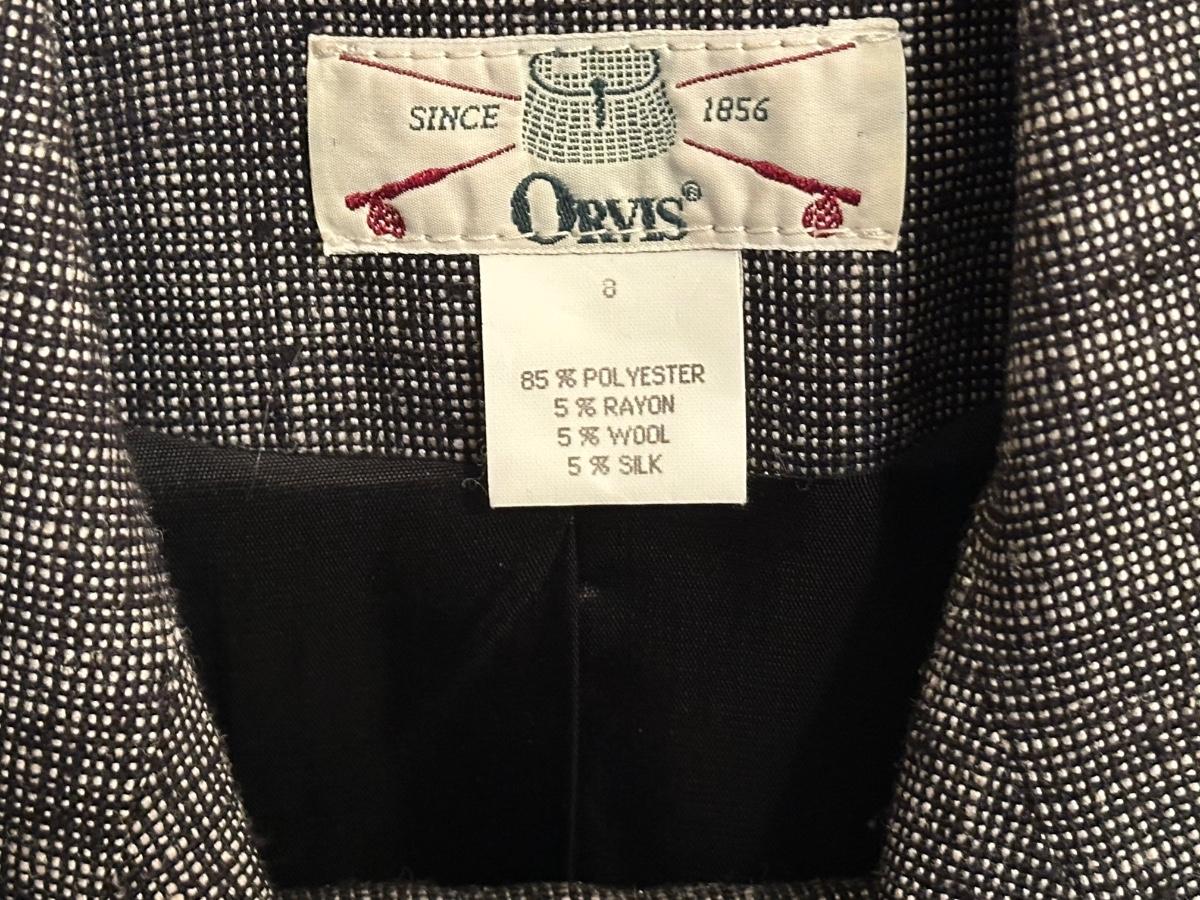 SINCE 1856
ORVIS®
8
85 % POLYESTER
5 % RAYON
5 % WOOL
5 % SILK